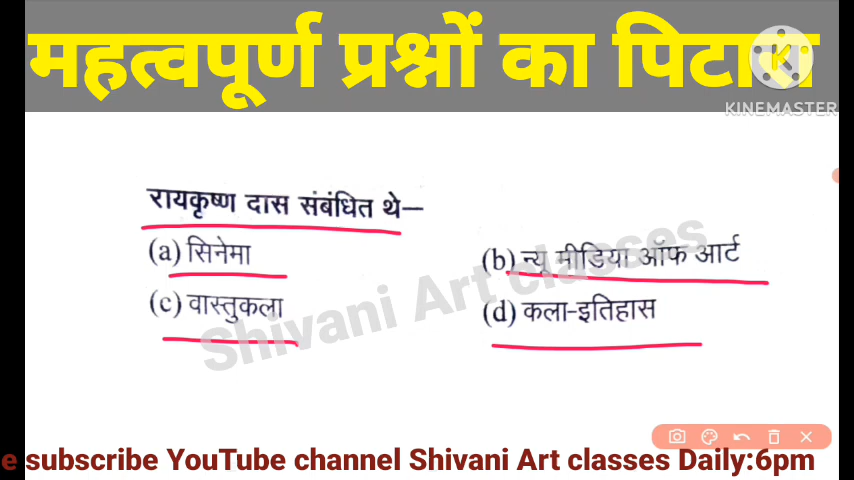 महत्वपूर्ण प्रश्नों का पिटारा
KINEMASTER
रायकृष्ण दास संबंधित थे—
(a) सिनेमा (b) न्यू मीडिया ऑफ आर्ट
(c) वास्तुकला (d) कला-इतिहास
Shivani Art classes
e subscribe YouTube channel Shivani Art classes Daily:6pm